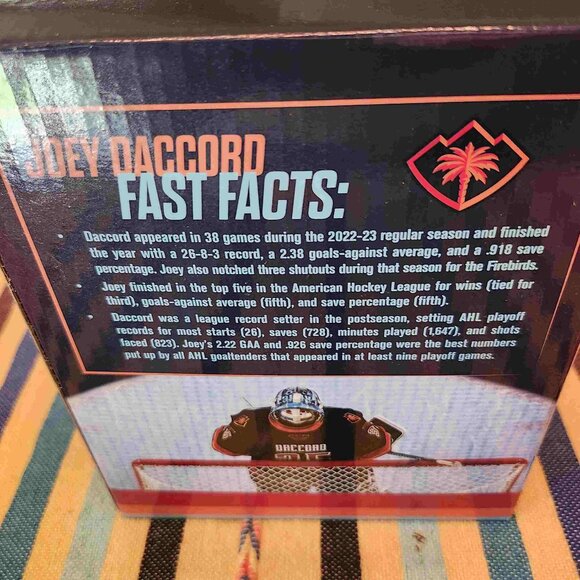 JOEY DACCORD
FAST FACTS:
• Daccord appeared in 38 games during the 2022-23 regular season and finished
the year with a 26-8-3 record, a 2.38 goals-against average, and a .918 save
percentage. Joey also notched three shutouts during that season for the Firebirds.
• Joey finished in the top five in the American Hockey League for wins (tied for
third), goals-against average (fifth), and save percentage (fifth).
• Daccord was a league record setter in the postseason, setting AHL playoff
records for most starts (26), saves (728), minutes played (1,647), and shots
faced (823). Joey's 2.22 GAA and .926 save percentage were the best numbers
put up by all AHL goaltenders that appeared in at least nine playoff games.
DACCORD